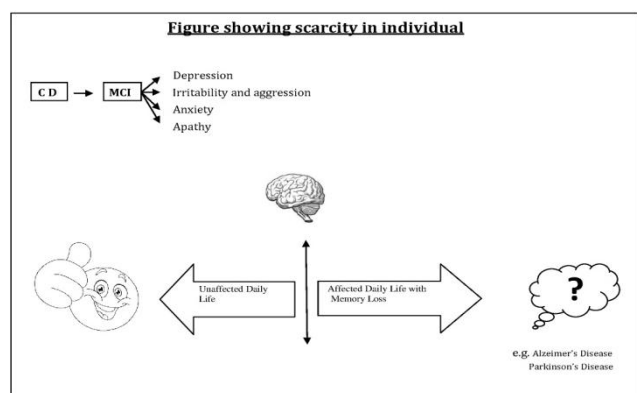 Figure showing scarcity in individual
Depression
C D
MCI
Irritability and aggression
Anxiety
Apathy
Unaffected Daily
Life
Affected Daily Life with
Memory Loss
?
e.g. Alzeimer's Disease
Parkinson's Disease